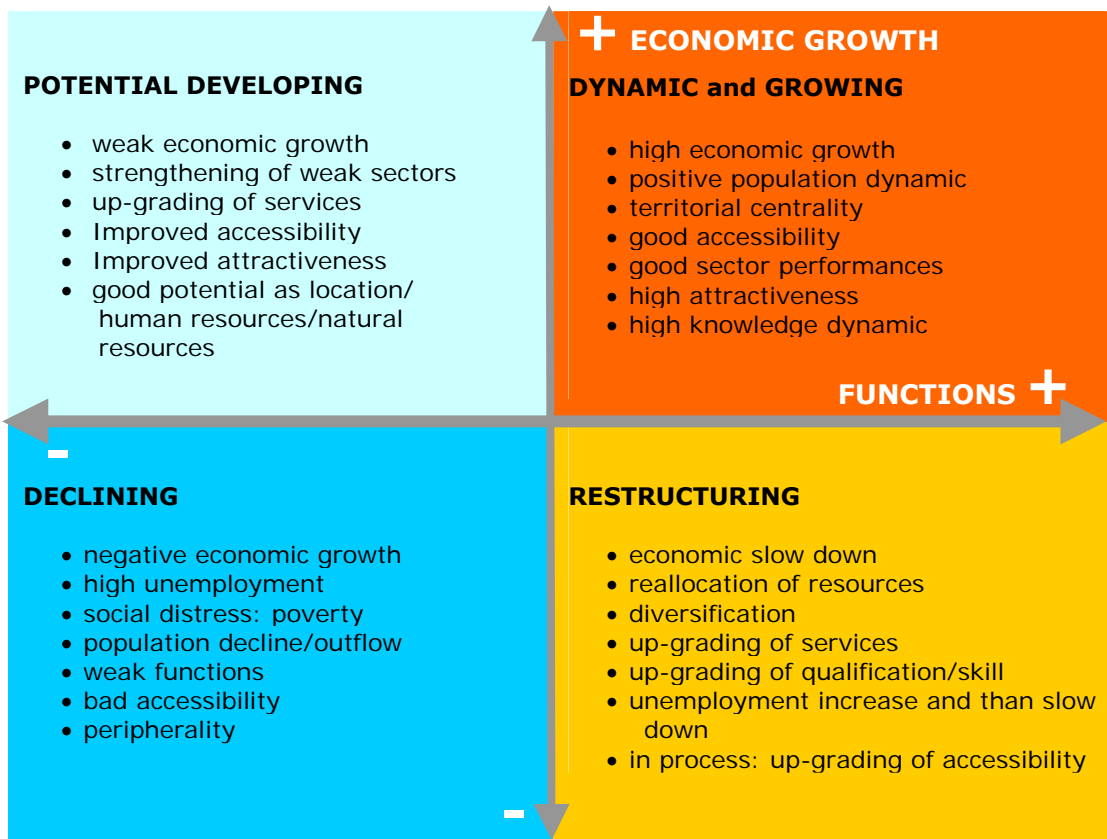 + ECONOMIC GROWTH
POTENTIAL DEVELOPING
• weak economic growth
• strengthening of weak sectors
• up-grading of services
• Improved accessibility
• Improved attractiveness
• good potential as location/
human resources/natural
resources
DYNAMIC and GROWING
• high economic growth
• positive population dynamic
• territorial centrality
• good accessibility
• good sector performances
• high attractiveness
• high knowledge dynamic
FUNCTIONS +
-
DECLINING
• negative economic growth
• high unemployment
• social distress: poverty
• population decline/outflow
• weak functions
• bad accessibility
• peripherality
RESTRUCTURING
• economic slow down
• reallocation of resources
• diversification
• up-grading of services
• up-grading of qualification/skill
• unemployment increase and than slow
down
• in process: up-grading of accessibility
-